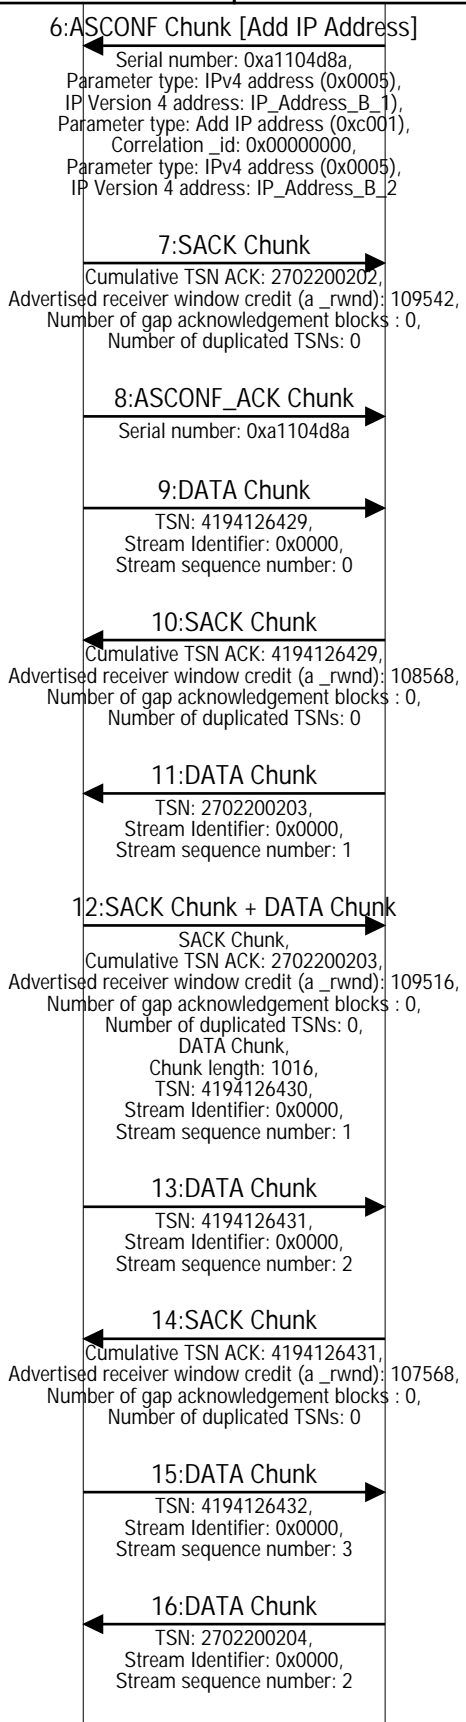 6:ASCONF Chunk [Add IP Address]
Serial number: 0xa1104d8a,
Parameter type: IPv4 address (0x0005),
IP Version 4 address: IP_Address_B_1),
Parameter type: Add IP address (0xc001),
Correlation _id: 0x00000000,
Parameter type: IPv4 address (0x0005),
IP Version 4 address: IP_Address_B_2
7:SACK Chunk
Cumulative TSN ACK: 2702200202,
Advertised receiver window credit (a _rwnd): 109542,
Number of gap acknowledgement blocks : 0,
Number of duplicated TSNs: 0
8:ASCONF_ACK Chunk
Serial number: 0xa1104d8a
9:DATA Chunk
TSN: 4194126429,
Stream Identifier: 0x0000,
Stream sequence number: 0
10:SACK Chunk
Cumulative TSN ACK: 4194126429,
Advertised receiver window credit (a _rwnd): 108568,
Number of gap acknowledgement blocks : 0,
Number of duplicated TSNs: 0
11:DATA Chunk
TSN: 2702200203,
Stream Identifier: 0x0000,
Stream sequence number: 1
12:SACK Chunk + DATA Chunk
SACK Chunk,
Cumulative TSN ACK: 2702200203,
Advertised receiver window credit (a _rwnd): 109516,
Number of gap acknowledgement blocks : 0,
Number of duplicated TSNs: 0,
DATA Chunk,
Chunk length: 1016,
TSN: 4194126430,
Stream Identifier: 0x0000,
Stream sequence number: 1
13:DATA Chunk
TSN: 4194126431,
Stream Identifier: 0x0000,
Stream sequence number: 2
14:SACK Chunk
Cumulative TSN ACK: 4194126431,
Advertised receiver window credit (a _rwnd): 107568,
Number of gap acknowledgement blocks : 0,
Number of duplicated TSNs: 0
15:DATA Chunk
TSN: 4194126432,
Stream Identifier: 0x0000,
Stream sequence number: 3
16:DATA Chunk
TSN: 2702200204,
Stream Identifier: 0x0000,
Stream sequence number: 2